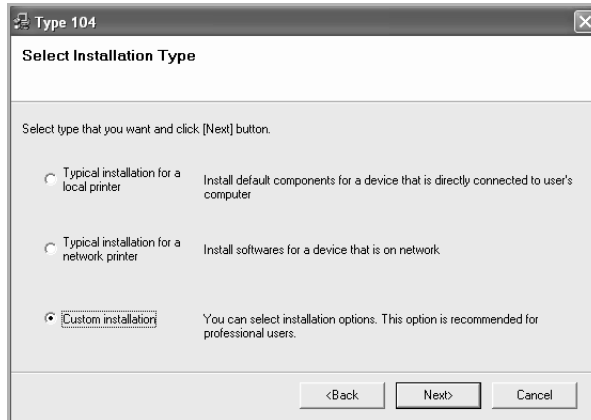 Type 104
Select Installation Type
Select type that you want and click [Next] button.
Typical installation for a
local printer
Install default components for a device that is directly connected to user's
computer
Typical installation for a
network printer
Install softwares for a device that is on network
Custom installation
You can select installation options. This option is recommended for
professional users.
<Back
Next>
Cancel